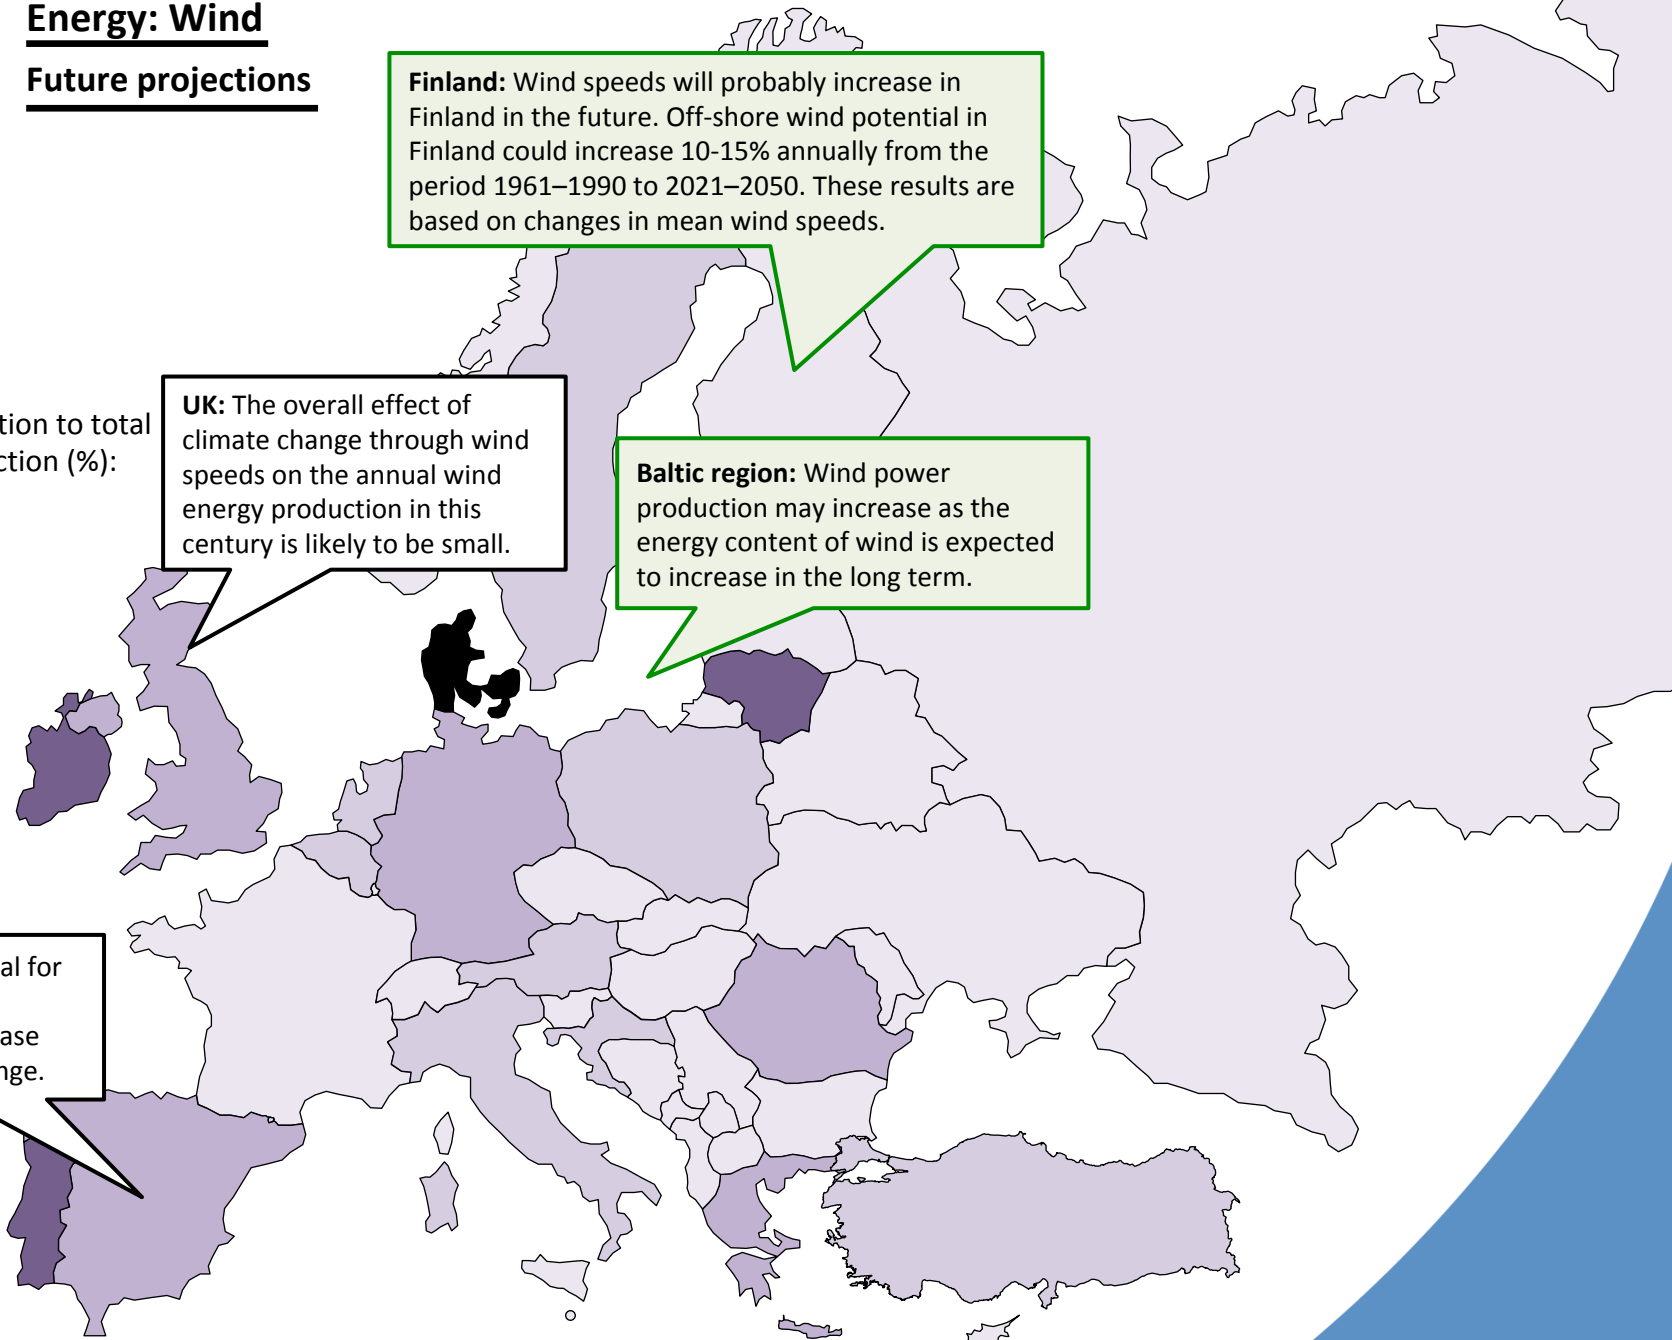 Energy: Wind
Future projections
Finland: Wind speeds will probably increase in
Finland in the future. Off-shore wind potential in
Finland could increase 10-15% annually from the
period 1961–1990 to 2021–2050. These results are
based on changes in mean wind speeds.
tion to total
ction (%):
UK: The overall effect of
climate change through wind
speeds on the annual wind
energy production in this
century is likely to be small.
Baltic region: Wind power
production may increase as the
energy content of wind is expected
to increase in the long term.
al for
ase
nge.